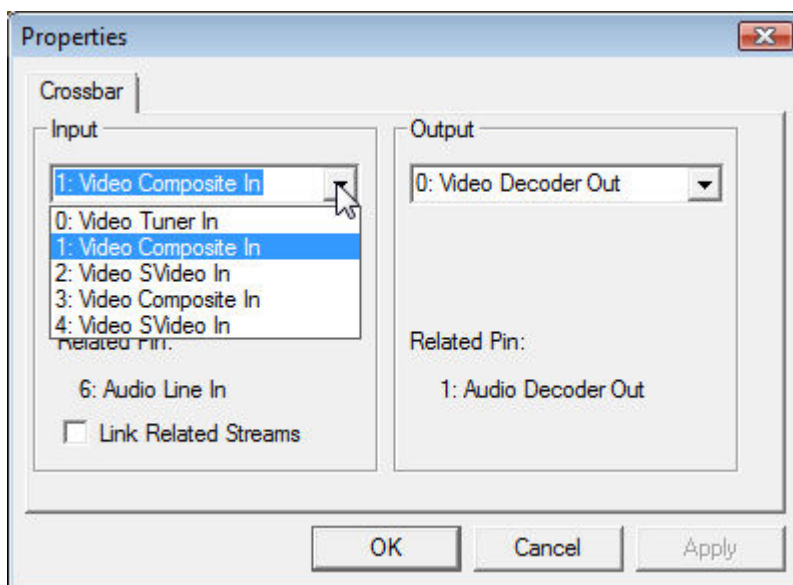 Properties
Crossbar
Input
1: Video Composite In
0: Video Tuner In
1: Video Composite In
2: Video SVideo In
3: Video Composite In
4: Video SVideo In
Related Pin:
6: Audio Line In
Link Related Streams
Output
0: Video Decoder Out
Related Pin:
1: Audio Decoder Out
OK
Cancel
Apply